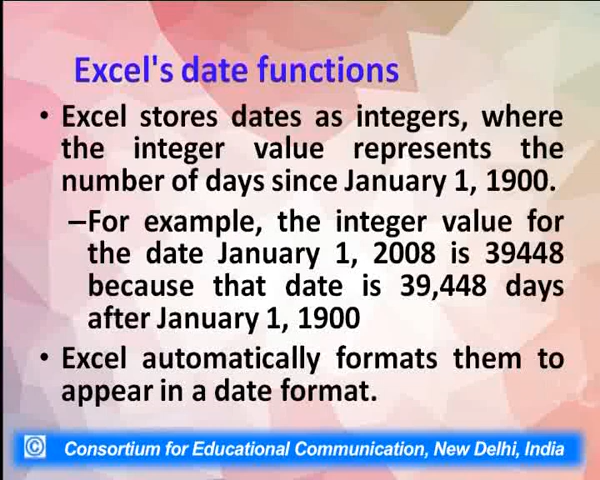 Excel's date functions
• Excel stores dates as integers, where
the integer value represents the
number of days since January 1, 1900.
–For example, the integer value for
the date January 1, 2008 is 39448
because that date is 39,448 days
after January 1, 1900
• Excel automatically formats them to
appear in a date format.
© Consortium for Educational Communication, New Delhi, India